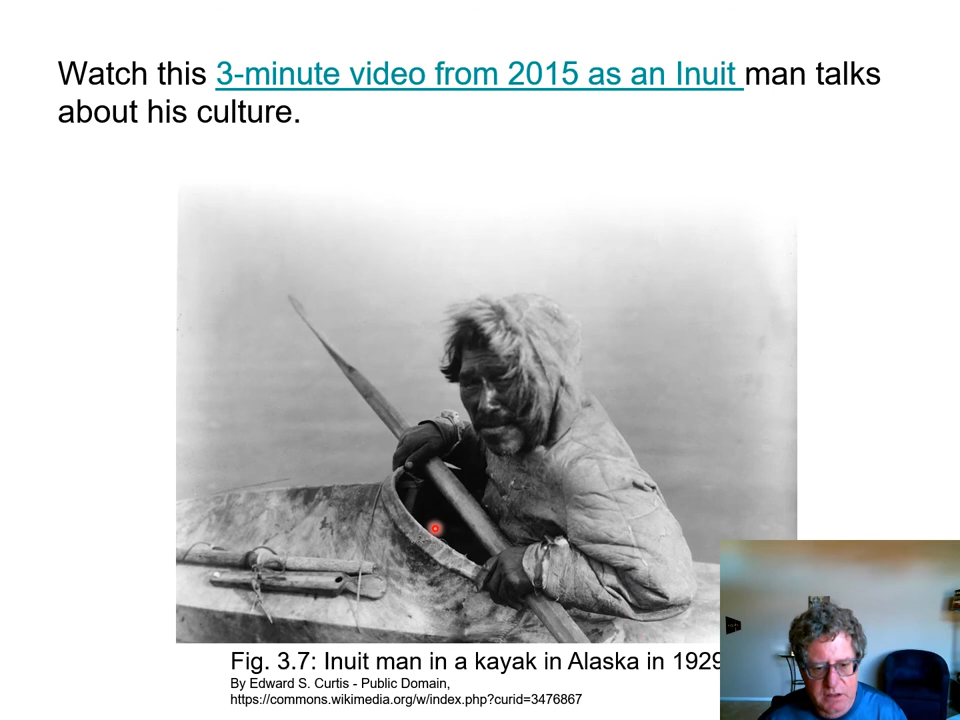 Watch this 3-minute video from 2015 as an Inuit man talks
about his culture.
Fig. 3.7: Inuit man in a kayak in Alaska in 1929
By Edward S. Curtis - Public Domain,
https://commons.wikimedia.org/w/index.php?curid=3476867